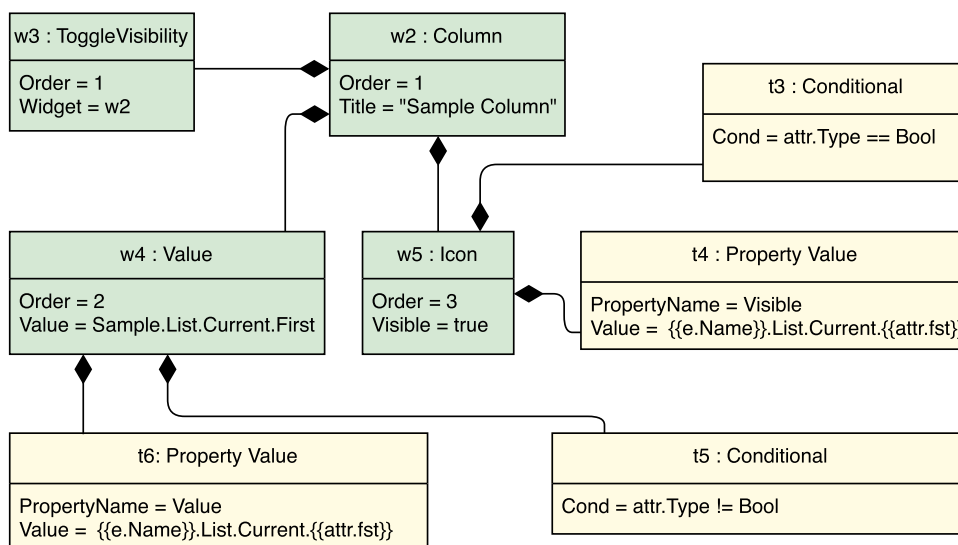 w3 : ToggleVisibility
Order = 1
Widget = w2
w2 : Column
Order = 1
Title = "Sample Column"
t3 : Conditional
Cond = attr.Type == Bool
w4 : Value
Order = 2
Value = Sample.List.Current.First
w5 : Icon
Order = 3
Visible = true
t4 : Property Value
PropertyName = Visible
Value = {{e.Name}}.List.Current.{{attr.fst}}
t6: Property Value
PropertyName = Value
Value = {{e.Name}}.List.Current.{{attr.fst}}
t5 : Conditional
Cond = attr.Type != Bool